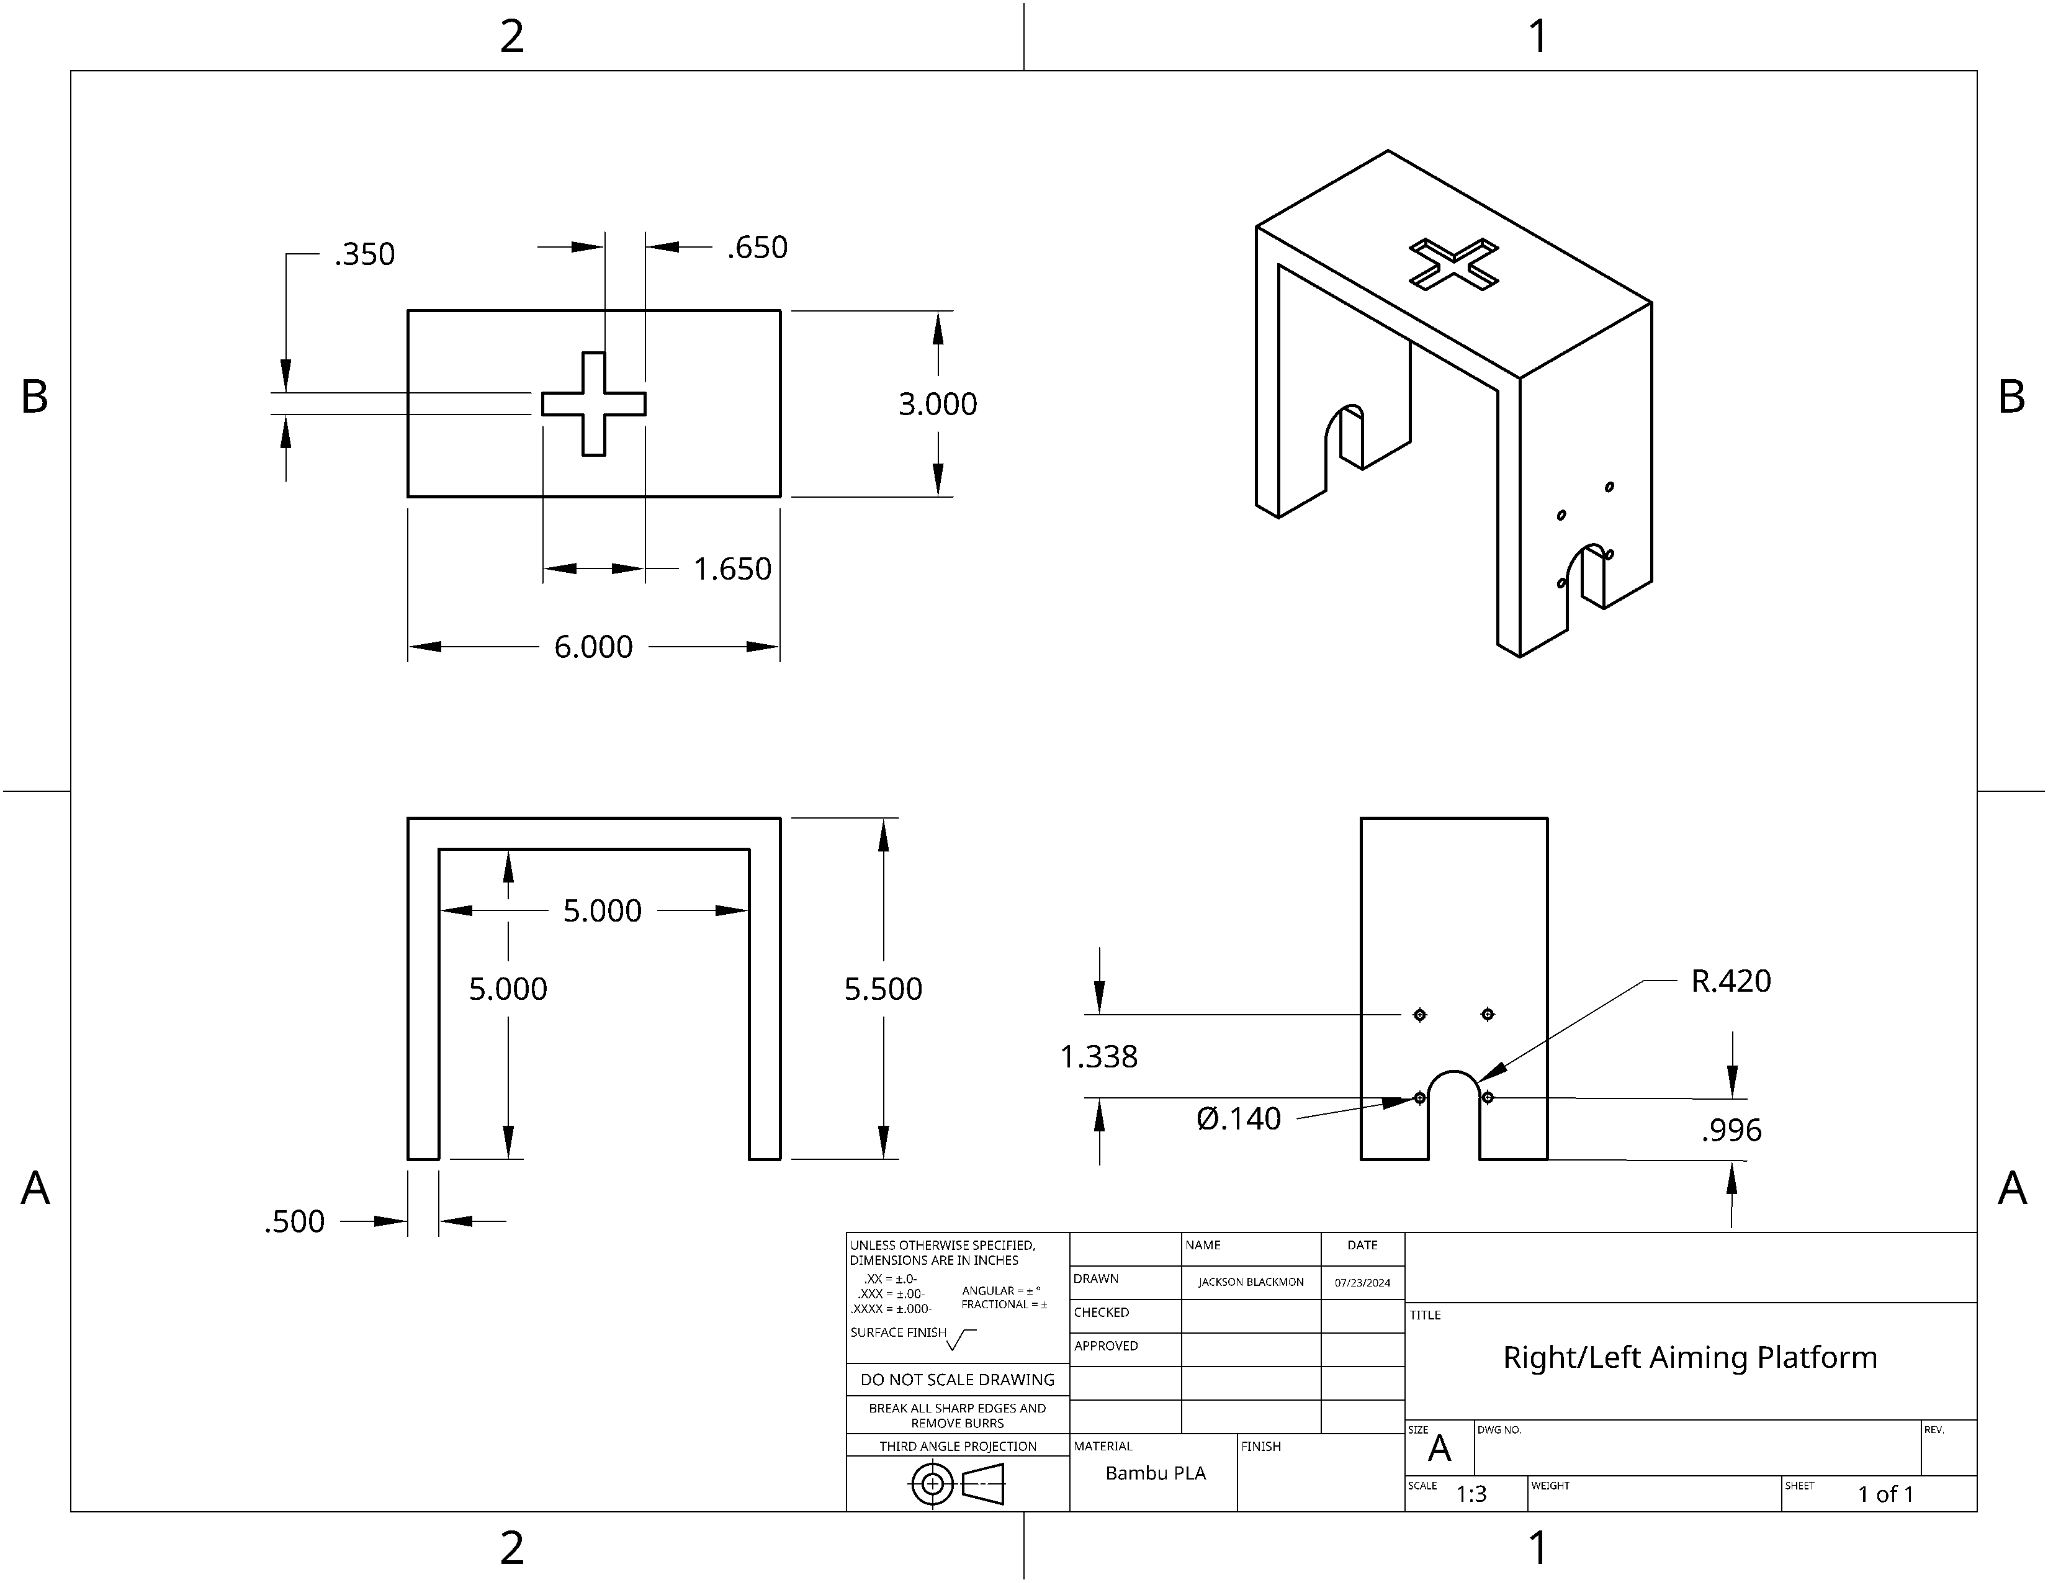 2
1
B
B
A
A
2
1
.350
.650
3.000
1.650
6.000
5.000
5.000
5.500
.500
1.338
R.420
Ø.140
.996
UNLESS OTHERWISE SPECIFIED,
DIMENSIONS ARE IN INCHES
.XX = ±.0-
.XXX = ±.00-
.XXXX = ±.000-
ANGULAR = ± °
FRACTIONAL = ±
SURFACE FINISH
DO NOT SCALE DRAWING
BREAK ALL SHARP EDGES AND
REMOVE BURRS
THIRD ANGLE PROJECTION
NAME
DATE
DRAWN
JACKSON BLACKMON
07/23/2024
CHECKED
APPROVED
MATERIAL
Bambu PLA
FINISH
TITLE
Right/Left Aiming Platform
SIZE
A
DWG NO.
REV.
SCALE
1:3
WEIGHT
SHEET
1 of 1